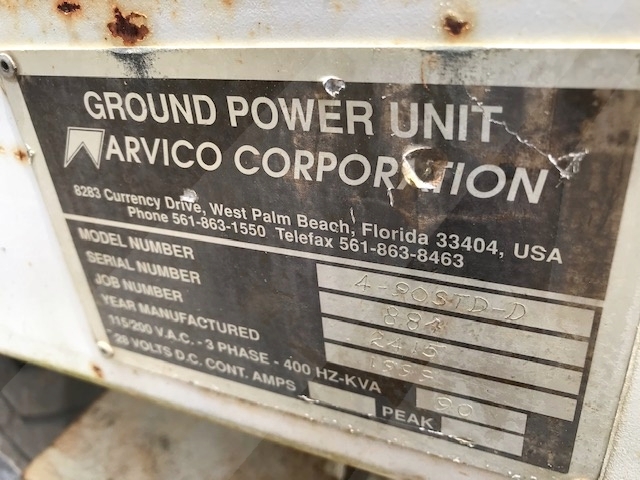 GROUND POWER UNIT
ARVICO CORPORATION
8283 Currency Drive, West Palm Beach, Florida 33404, USA
Phone 561-863-1550 Telefax 561-863-8463
MODEL NUMBER 4-90STD-D
SERIAL NUMBER 884
JOB NUMBER 2415
YEAR MANUFACTURED
115/200 V.A.C. - 3 PHASE - 400 HZ-KVA 90
28 VOLTS D.C. CONT. AMPS PEAK